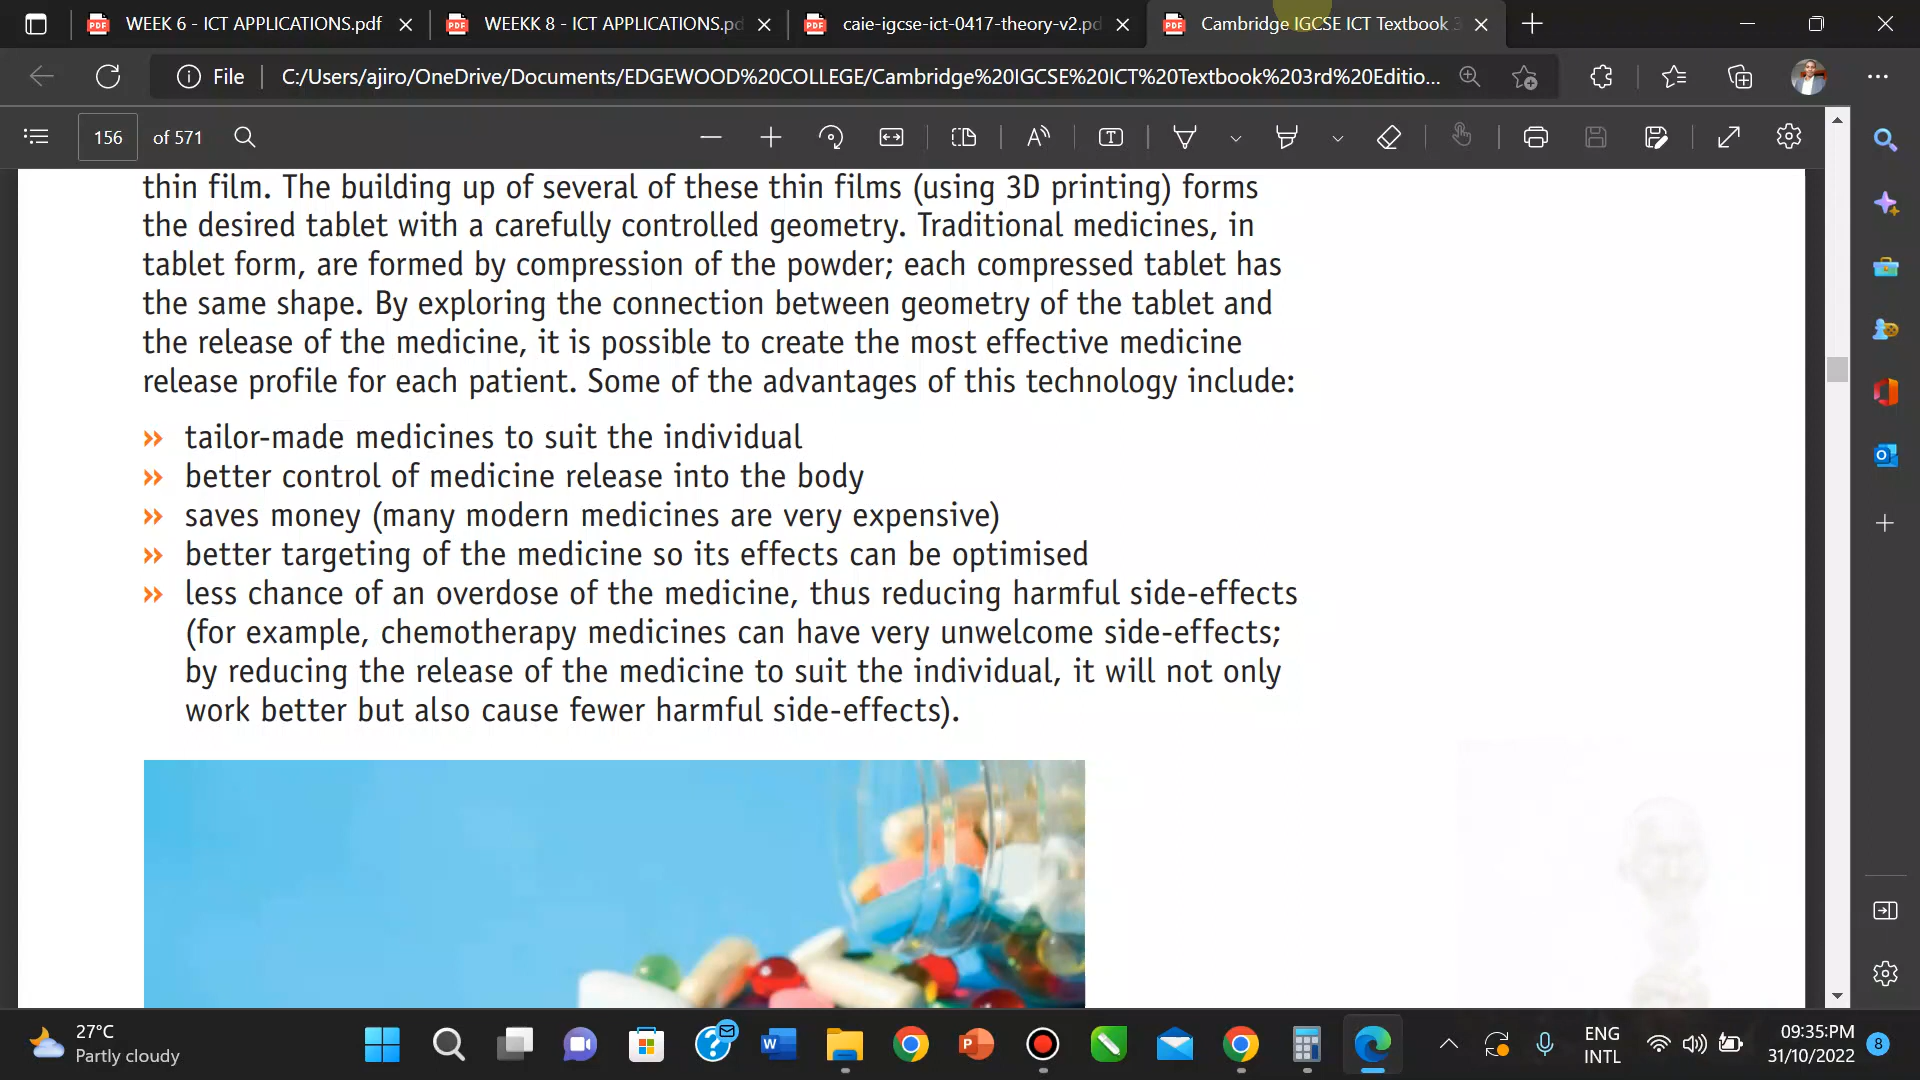 WEEK 6 - ICT APPLICATIONS.pdf
WEEKK 8 - ICT APPLICATIONS.pd
caie-igcse-ict-0417-theory-v2.pd
Cambridge IGCSE ICT Textbook 3
File
C:/Users/ajiro/OneDrive/Documents/EDGEWOOD%20COLLEGE/Cambridge%20IGCSE%20ICT%20Textbook%203rd%20Editio...
156 of 571
thin film. The building up of several of these thin films (using 3D printing) forms
the desired tablet with a carefully controlled geometry. Traditional medicines, in
tablet form, are formed by compression of the powder; each compressed tablet has
the same shape. By exploring the connection between geometry of the tablet and
the release of the medicine, it is possible to create the most effective medicine
release profile for each patient. Some of the advantages of this technology include:
» tailor-made medicines to suit the individual
» better control of medicine release into the body
» saves money (many modern medicines are very expensive)
» better targeting of the medicine so its effects can be optimised
» less chance of an overdose of the medicine, thus reducing harmful side-effects
(for example, chemotherapy medicines can have very unwelcome side-effects;
by reducing the release of the medicine to suit the individual, it will not only
work better but also cause fewer harmful side-effects).
27°C
Partly cloudy
ENG
INTL
09:35:PM
31/10/2022
8